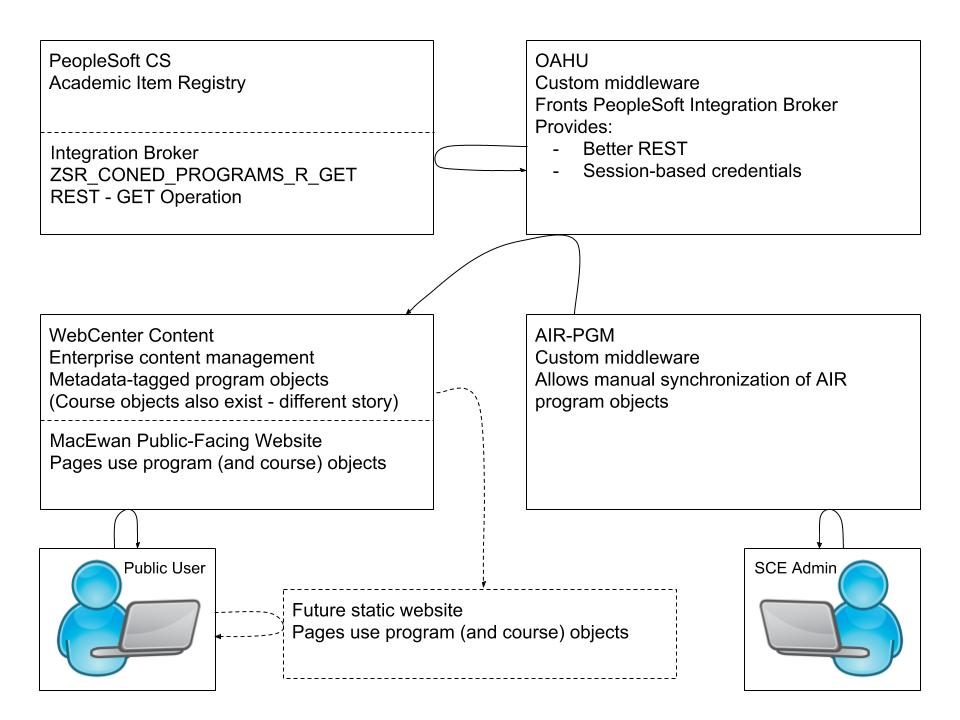 PeopleSoft CS
Academic Item Registry
Integration Broker
ZSR_CONED_PROGRAMS_R_GET
REST - GET Operation
OAHU
Custom middleware
Fronts PeopleSoft Integration Broker
Provides:
- Better REST
- Session-based credentials
WebCenter Content
Enterprise content management
Metadata-tagged program objects
(Course objects also exist - different story)
MacEwan Public-Facing Website
Pages use program (and course) objects
AIR-PGM
Custom middleware
Allows manual synchronization of AIR
program objects
Public User
Future static website
Pages use program (and course) objects
SCE Admin